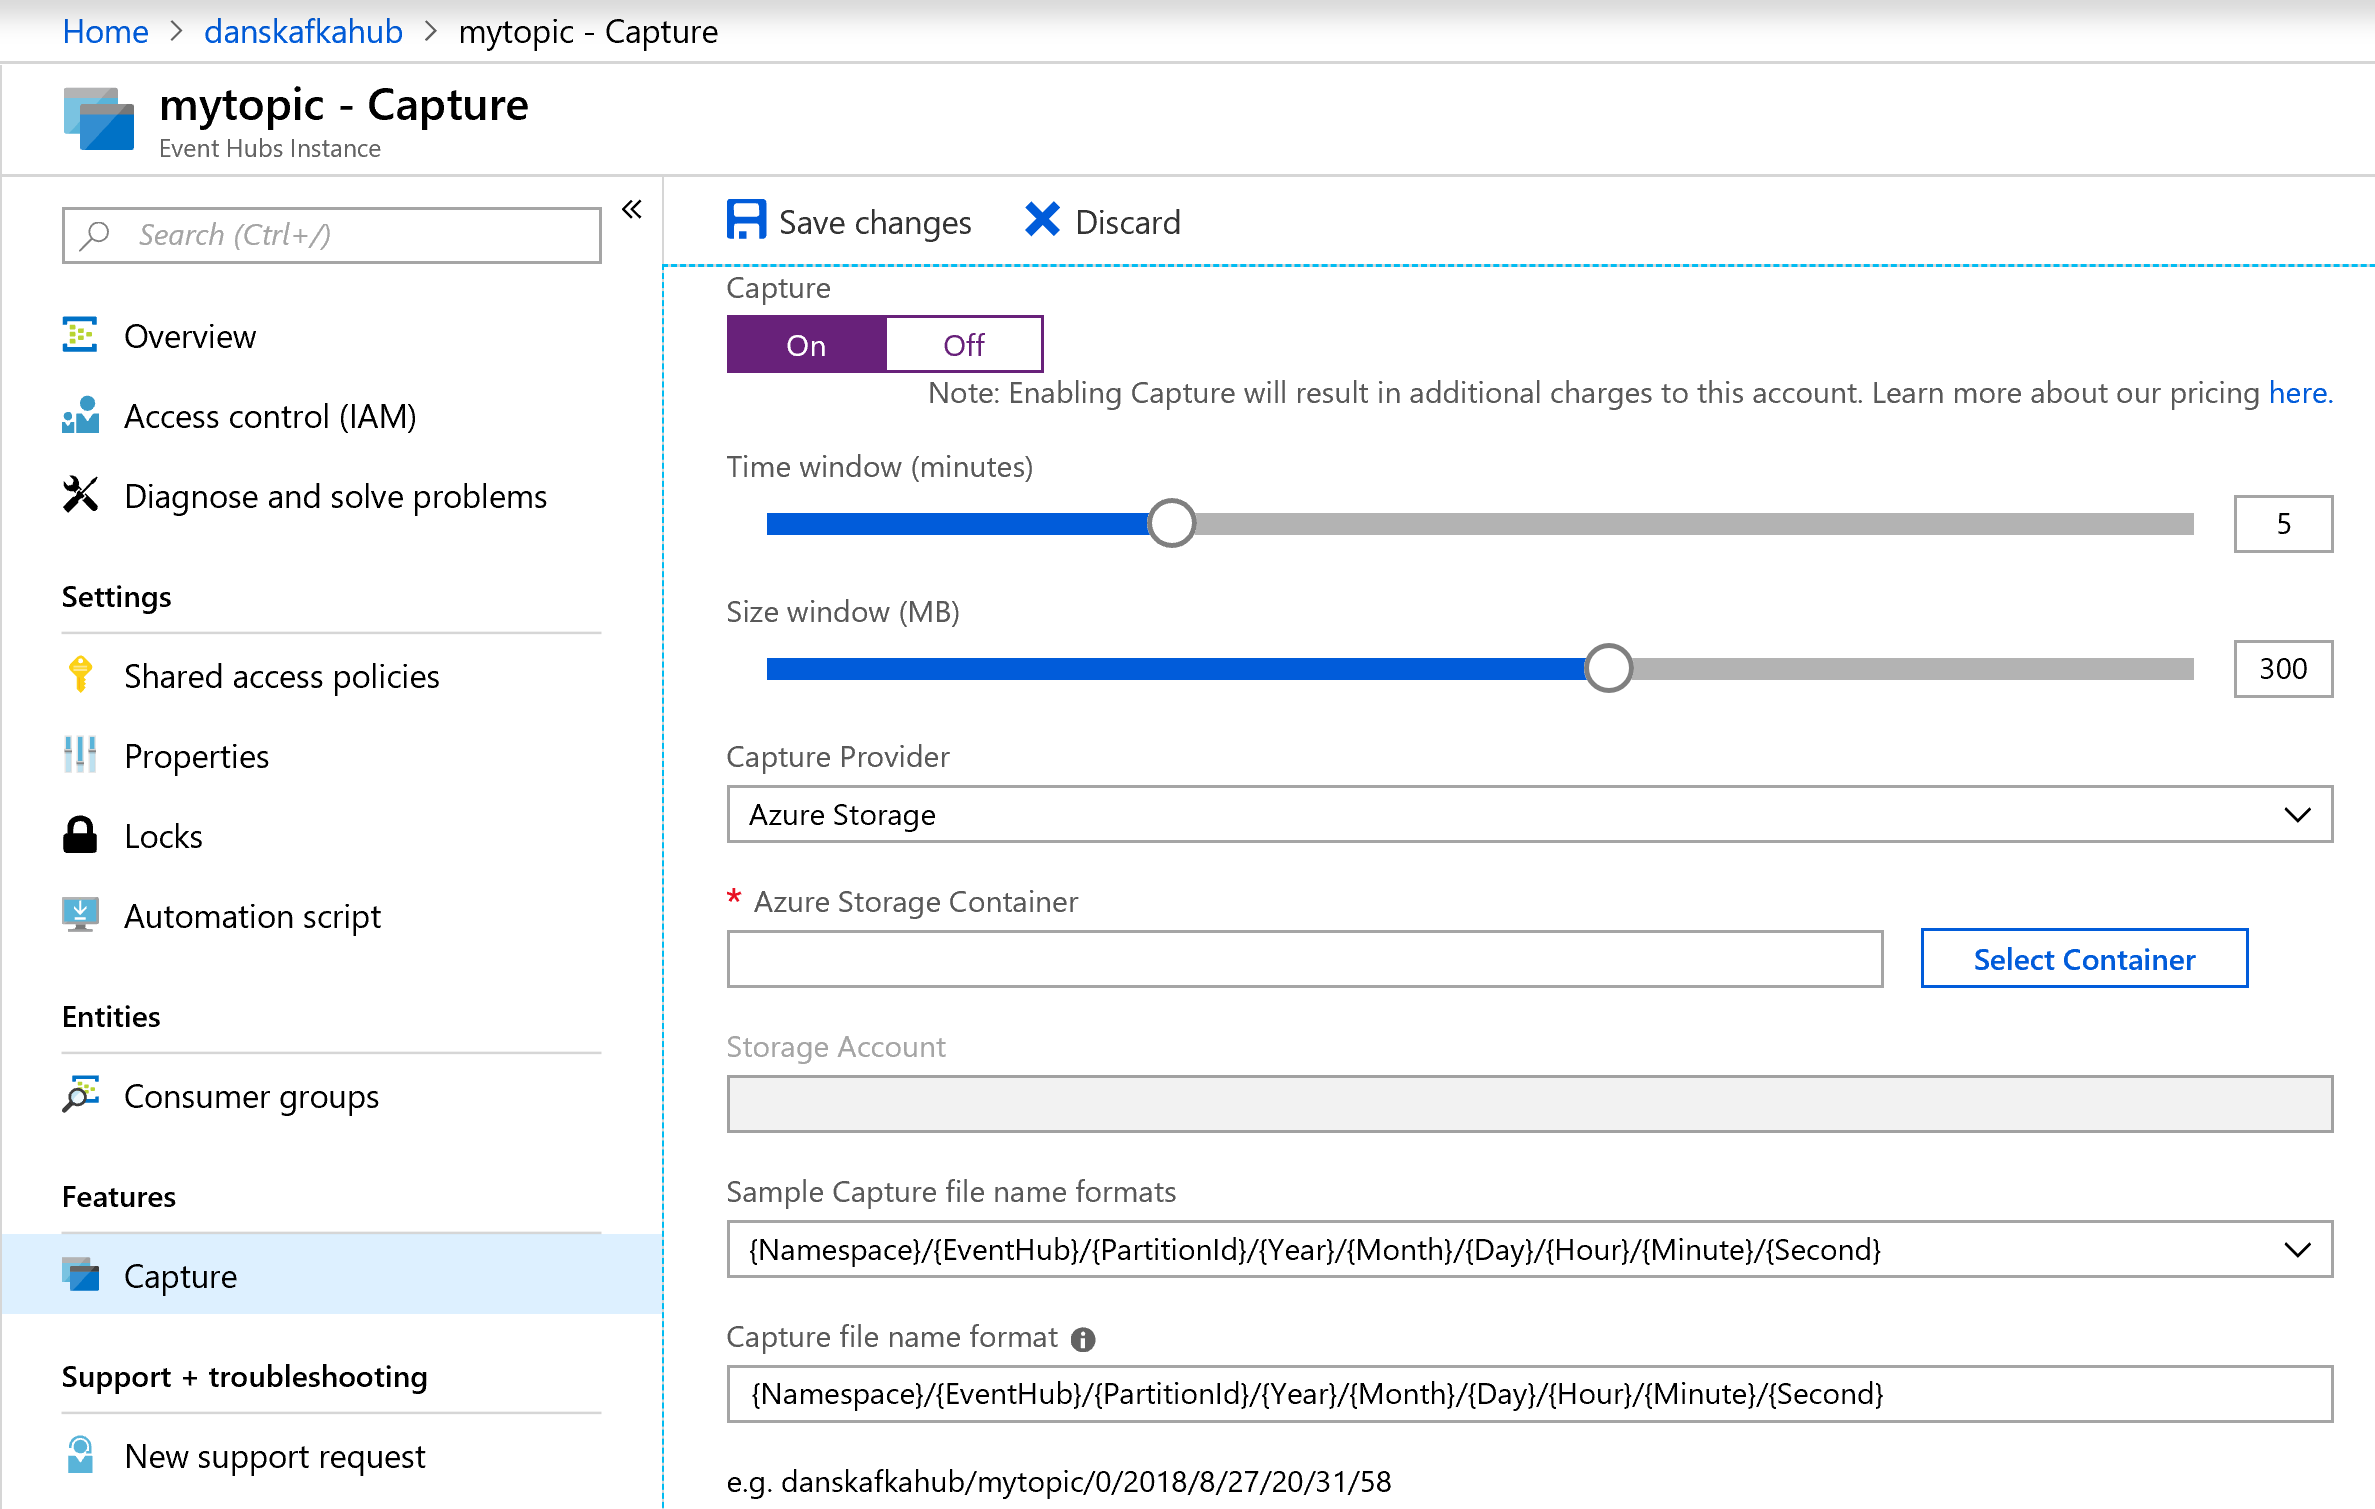 Home > danskafkahub > mytopic - Capture
mytopic - Capture
Event Hubs Instance
Search (Ctrl+/)
Overview
Access control (IAM)
Diagnose and solve problems
Settings
Shared access policies
Properties
Locks
Automation script
Entities
Consumer groups
Features
Capture
Support + troubleshooting
New support request
Save changes
Discard
Capture
On
Off
Note: Enabling Capture will result in additional charges to this account. Learn more about our pricing here.
Time window (minutes)
5
Size window (MB)
300
Capture Provider
Azure Storage
* Azure Storage Container
Select Container
Storage Account
Sample Capture file name formats
{Namespace}/{EventHub}/{PartitionId}/{Year}/{Month}/{Day}/{Hour}/{Minute}/{Second}
Capture file name format
{Namespace}/{EventHub}/{PartitionId}/{Year}/{Month}/{Day}/{Hour}/{Minute}/{Second}
e.g. danskafkahub/mytopic/0/2018/8/27/20/31/58